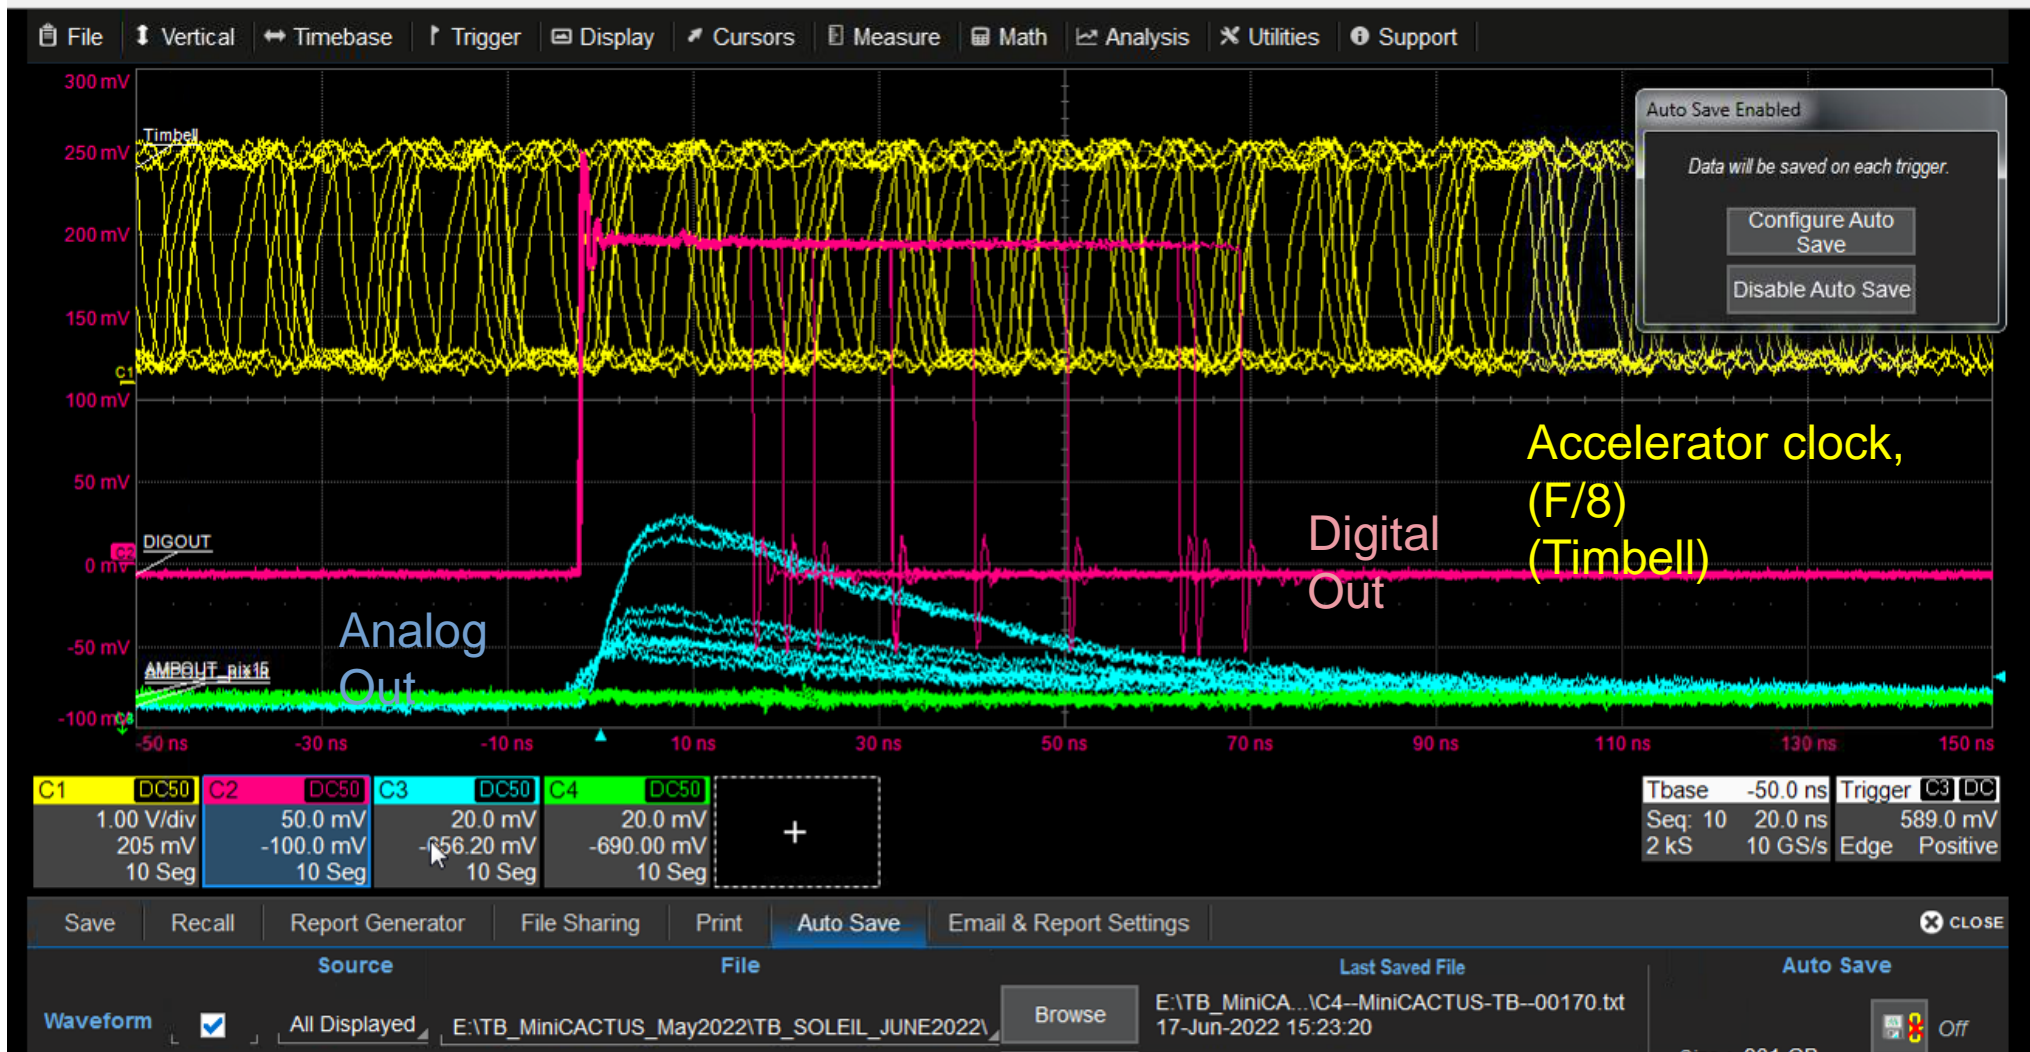 File Vertical Timebase Trigger Display Cursors Measure Math Analysis Utilities Support
300 mV
Auto Save Enabled
Timbell
250 mV
Data will be saved on each trigger.
Configure Auto
Save
200 mV
Disable Auto Save
150 mV
C1
100 mV
Accelerator clock,
(F/8)
(Timbell)
50 mV
Digital
Out
DIGOUT
C2
0 mV
Analog
Out
-50 mV
-100 mV
-50 ns -30 ns -10 ns 10 ns 30 ns 50 ns 70 ns 90 ns 110 ns 130 ns 150 ns
C1 DC50 C2 DC50 C3 DC50 C4 DC50
1.00 V/div 50.0 mV 20.0 mV 20.0 mV
205 mV -100.0 mV 56.20 mV -690.00 mV
10 Seg 10 Seg 10 Seg 10 Seg
+
Tbase -50.0 ns Trigger C3 DC
Seq: 10 20.0 ns 589.0 mV
2 kS 10 GS/s Edge Positive
Save Recall Report Generator File Sharing Print Auto Save Email & Report Settings CLOSE
Source File Last Saved File Auto Save
Waveform All Displayed E:\TB_MiniCACTUS_May2022\TB_SOLEIL_JUNE2022\ Browse
E:\TB_MiniCA...\C4--MiniCACTUS-TB--00170.txt
17-Jun-2022 15:23:20
Off